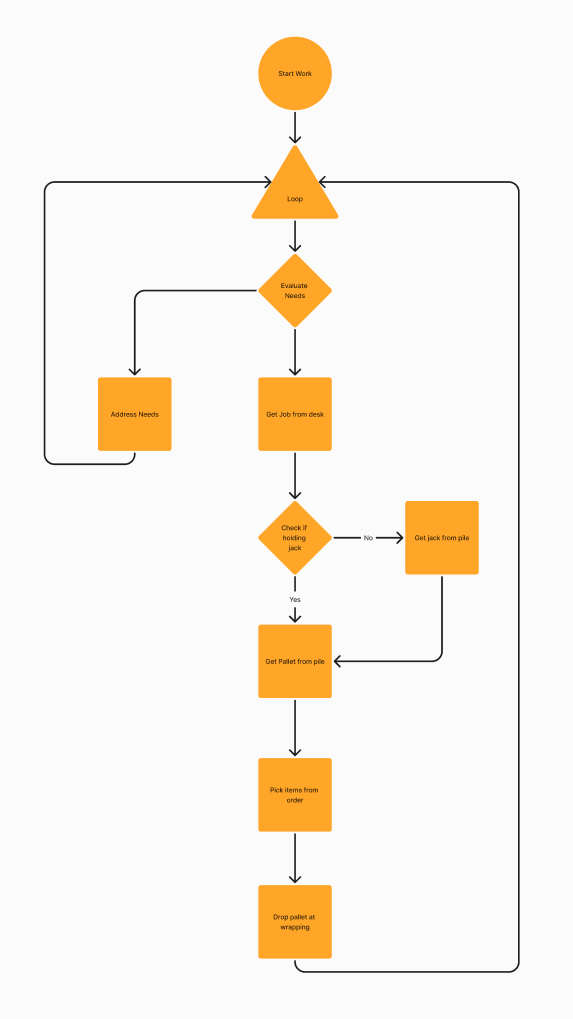 Start Work
Loop
Evaluate
Needs
Address Needs
Get Job from desk
Check if
holding
jack
No
Get jack from pile
Yes
Get Pallet from pile
Pick items from
order
Drop pallet at
wrapping